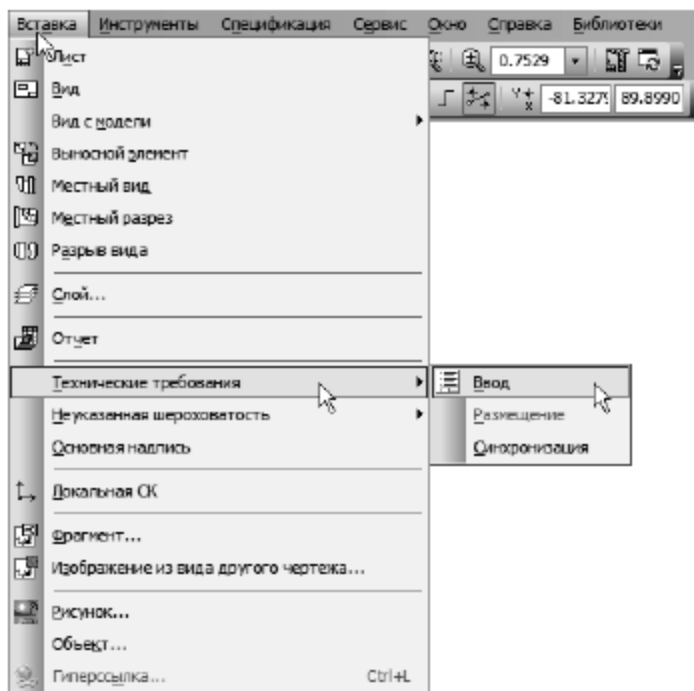 Вставка Инструменты Спецификация Сервис Окно Справка Библиотеки
Лист
0.7529
Вид
-81.3279 89.8990
Вид с модели
Выносной элемент
Местный вид
Местный разрез
Разрыв вида
Слой...
Отчет
Технические требования
Ввод
Неуказанная шероховатость
Размещение
Основная надпись
Синхронизация
Локальная СК
Фрагмент...
Изображение из вида другого чертежа...
Рисунок...
Объект...
Гиперссылка... Ctrl+L